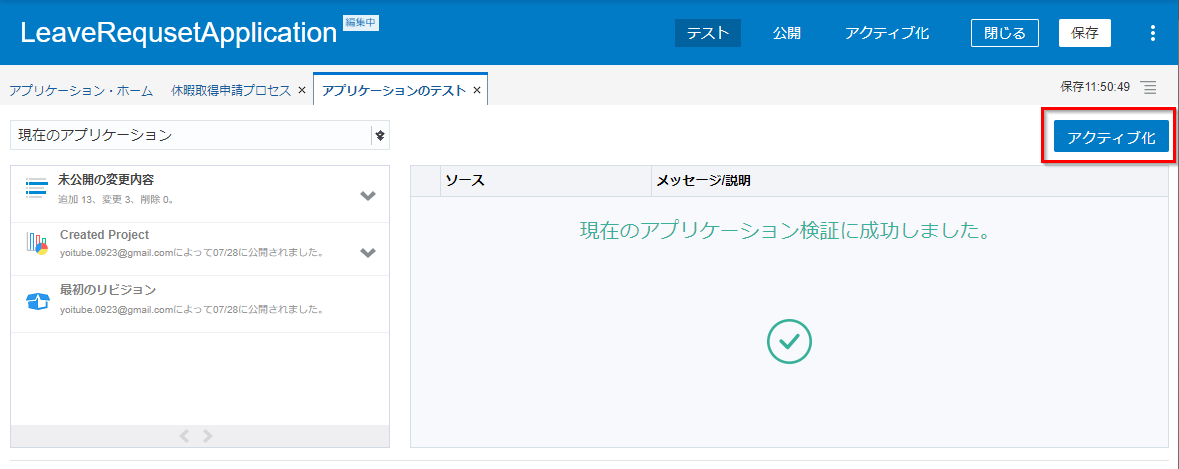 LeaveRequsetApplication 編集中 テスト 公開 アクティブ化 閉じる 保存
アプリケーション・ホーム 休暇取得申請プロセス × アプリケーションのテスト × 保存11:50:49
現在のアプリケーション アクティブ化
未公開の変更内容
追加 13、変更 3、削除 0。
Created Project
yoitube.0923@gmail.comによって07/28に公開されました。
最初のリビジョン
yoitube.0923@gmail.comによって07/28に公開されました。
ソース メッセージ/説明
現在のアプリケーション検証に成功しました。